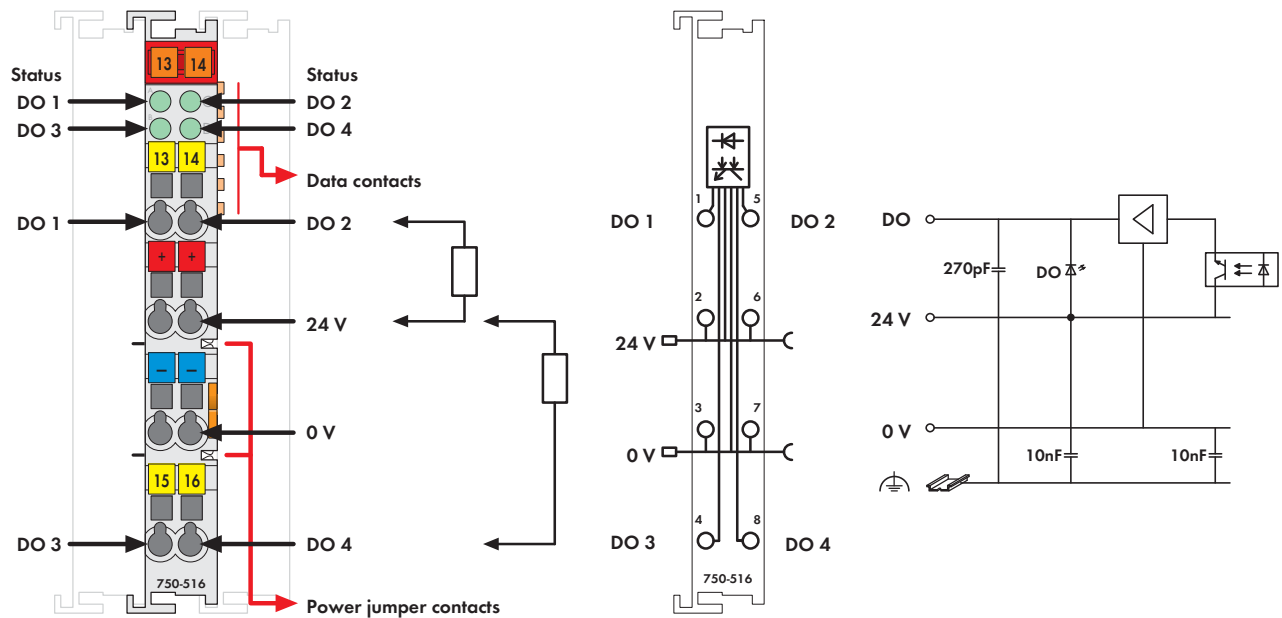 13 14
Status Status
DO 1 DO 2
DO 3 DO 4
13 14
Data contacts
DO 1 DO 2
+ +
24 V
– –
0 V
15 16
DO 3 DO 4
750-516
Power jumper contacts
1 5
DO 1 DO 2
2 6
24 V
3 7
0 V
4 8
DO 3 DO 4
750-516
DO
270pF DO
24 V
0 V
10nF 10nF